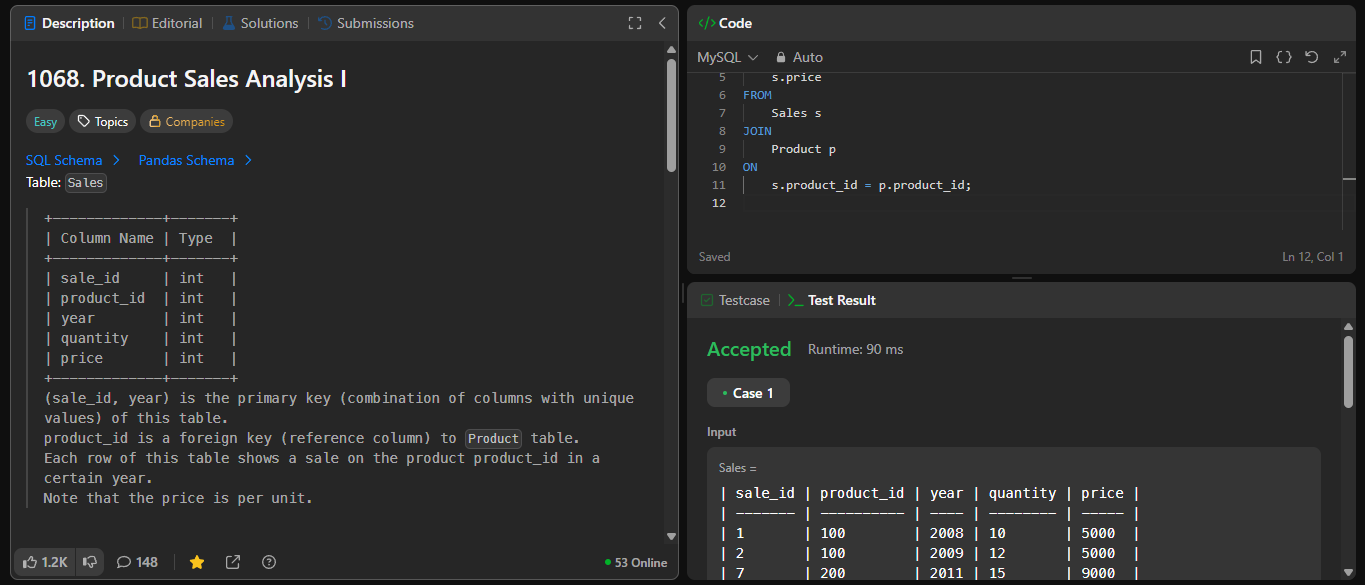 Description | Editorial | Solutions | Submissions
1068. Product Sales Analysis I
Easy Topics Companies
SQL Schema > Pandas Schema >
Table: Sales
+-------------+-------+
| Column Name | Type  |
+-------------+-------+
| sale_id     | int   |
| product_id  | int   |
| year        | int   |
| quantity    | int   |
| price       | int   |
+-------------+-------+
(sale_id, year) is the primary key (combination of columns with unique
values) of this table.
product_id is a foreign key (reference column) to Product table.
Each row of this table shows a sale on the product product_id in a
certain year.
Note that the price is per unit.
1.2K 148 53 Online
</> Code
MySQL Auto
5 s.price
6 FROM
7 Sales s
8 JOIN
9 Product p
10 ON
11 s.product_id = p.product_id;
12
Saved Ln 12, Col 1
Testcase | >_ Test Result
Accepted Runtime: 90 ms
• Case 1
Input
Sales =
| sale_id | product_id | year | quantity | price |
| ------- | ---------- | ---- | -------- | ----- |
| 1       | 100        | 2008 | 10       | 5000  |
| 2       | 100        | 2009 | 12       | 5000  |
| 7       | 200        | 2011 | 15       | 9000  |